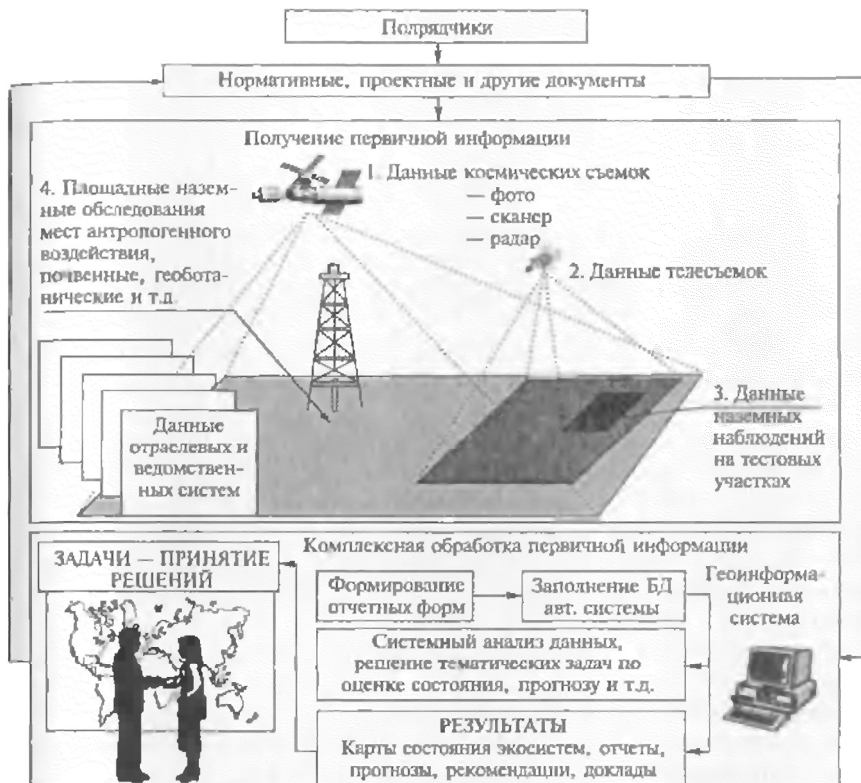 Полрядчики
Нормативные, проектные и другие документы
Получение первичной информации
1. Данные космических съемок
— фото
— сканер
— радар
4. Площадные назем-
ные обследования
мест антропогенного
воздействия,
почвенные, геобота-
нические и т.д.
2. Данные телесъемок
3. Данные
наземных
наблюдений
на тестовых
участках
Данные
отраслевых и
ведомствен-
ных систем
Комплексная обработка первичной информации
ЗАДАЧИ — ПРИНЯТИЕ
РЕШЕНИЙ
Формирование
отчетных форм
Заполнение БД
авт. системы
Геоинформа-
ционная
система
Системный анализ данных,
решение тематических задач по
оценке состояния, прогнозу и т.д.
РЕЗУЛЬТАТЫ
Карты состояния экосистем, отчеты,
прогнозы, рекомендации, доклады